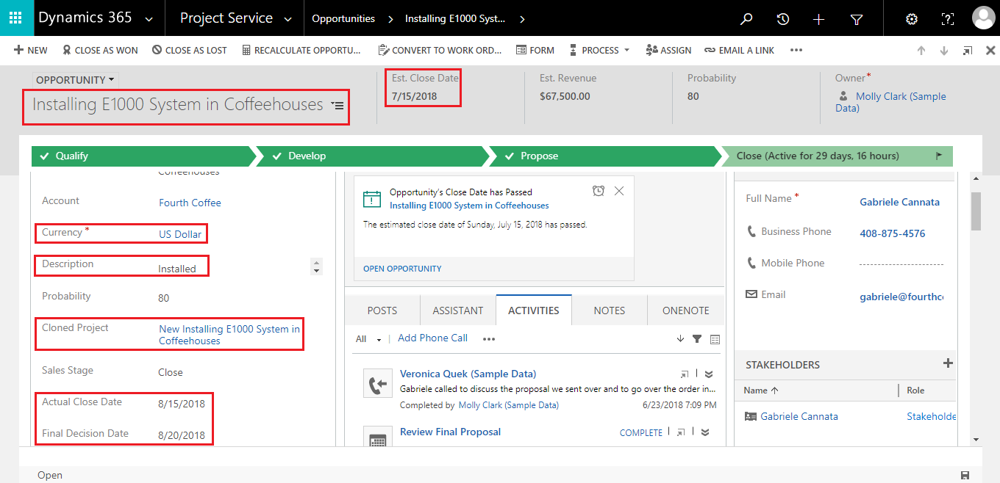 Dynamics 365
Project Service
Opportunities
Installing E1000 Syst...
NEW
CLOSE AS WON
CLOSE AS LOST
RECALCULATE OPPORTU...
CONVERT TO WORK ORD...
FORM
PROCESS
ASSIGN
EMAIL A LINK
OPPORTUNITY
Installing E1000 System in Coffeehouses
Est. Close Date
7/15/2018
Est. Revenue
$67,500.00
Probability
80
Owner*
Molly Clark (Sample
Data)
Qualify
Develop
Propose
Close (Active for 29 days, 16 hours)
Coffeehouses
Account
Fourth Coffee
Currency *
US Dollar
Description
Installed
Probability
80
Cloned Project
New Installing E1000 System in
Coffeehouses
Sales Stage
Close
Actual Close Date
8/15/2018
Final Decision Date
8/20/2018
Opportunity's Close Date has Passed
Installing E1000 System in Coffeehouses
The estimated close date of Sunday, July 15, 2018 has passed.
OPEN OPPORTUNITY
POSTS
ASSISTANT
ACTIVITIES
NOTES
ONENOTE
All
Add Phone Call
Veronica Quek (Sample Data)
Gabriele called to discuss the proposal we sent over and to go over the order in...
Completed by Molly Clark (Sample Data)
6/23/2018 7:09 PM
Review Final Proposal
COMPLETE
Full Name *
Gabriele Cannata
Business Phone
408-875-4576
Mobile Phone
Email
gabriele@fourthc
STAKEHOLDERS
Name
Role
Gabriele Cannata
Stakeholde
Open